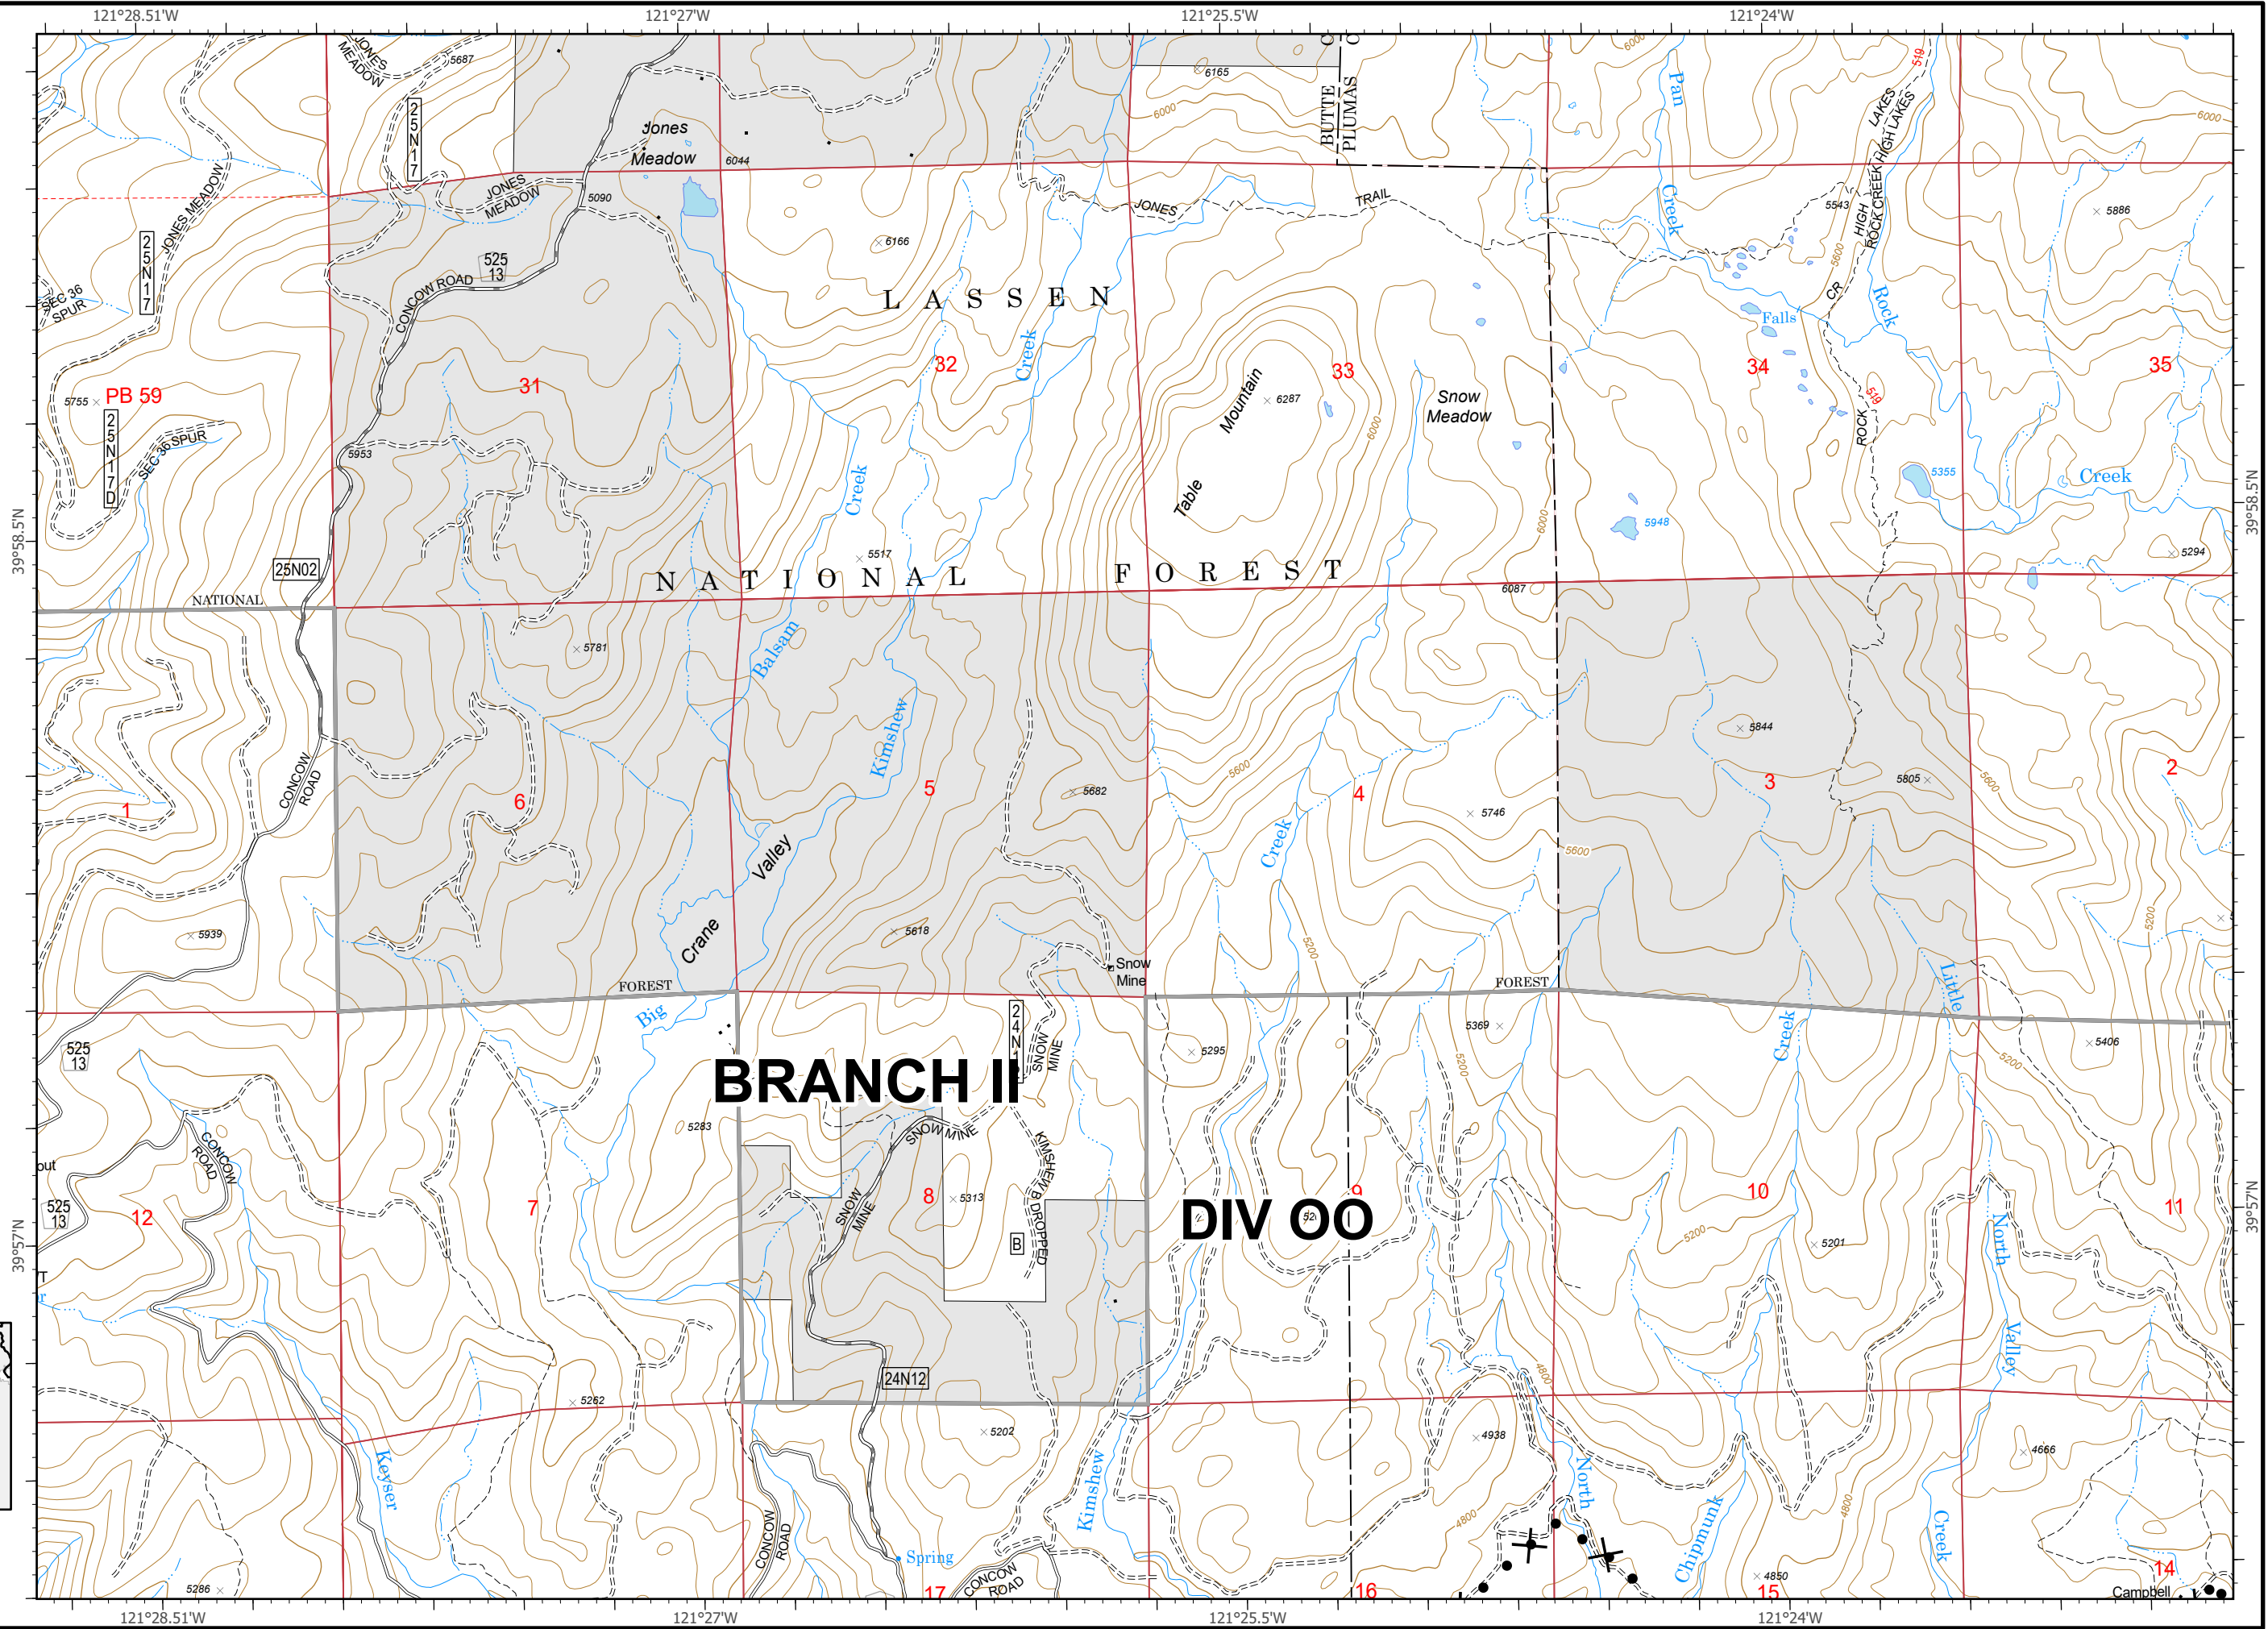 121°28.51'W
121°27'W
121°25.5'W
121°24'W
JONES
MEADOW
5687
6165
6000
6000
519
6000
25N17
Jones
Meadow
6044
BUTTE
PLUMAS
C
C
Pan
Creek
LAKES
HIGH LAKES
HIGH
ROCK CREEK
JONES MEADOW
JONES
MEADOW
5090
JONES
TRAIL
5543
5886
25N17
525
13
CONCOW ROAD
6166
5600
CR
Rock
SEC 36
SPUR
LASSEN
Falls
Creek
31
32
33
34
35
5755
PB 59
Mountain
6287
Snow
Meadow
519
25N17D
SEC 36 SPUR
5953
6000
ROCK
Creek
Table
5355
Creek
39°58.5'N
39°58.5'N
6000
5948
5517
5294
25N02
NATIONAL FOREST
NATIONAL
6087
5781
Balsam
Kimshew
5844
CONCOW
ROAD
1
6
5
5682
5600
4
5746
3
5805
5600
2
Creek
5600
Valley
Crane
5939
5618
5200
5200
Snow
Mine
FOREST
FOREST
Little
Big
525
13
SNOW
MINE
5295
5369
5200
Creek
5406
5200
BRANCH II
CONCOW
ROAD
5283
SNOW MINE
KIMSHEW B DROPPED
out
525
13
12
7
SNOW
MINE
8
5313
B
DIV OO
9
10
5200
5201
North
11
39°57'N
39°57'N
Valley
24N12
4800
5262
5202
4938
4666
Keyser
Kimshew
North
Chipmunk
Creek
4800
4800
CONCOW
ROAD
Spring
CONCOW
ROAD
5286
17
16
4850
15
14
Campbell
121°28.51'W
121°27'W
121°25.5'W
121°24'W